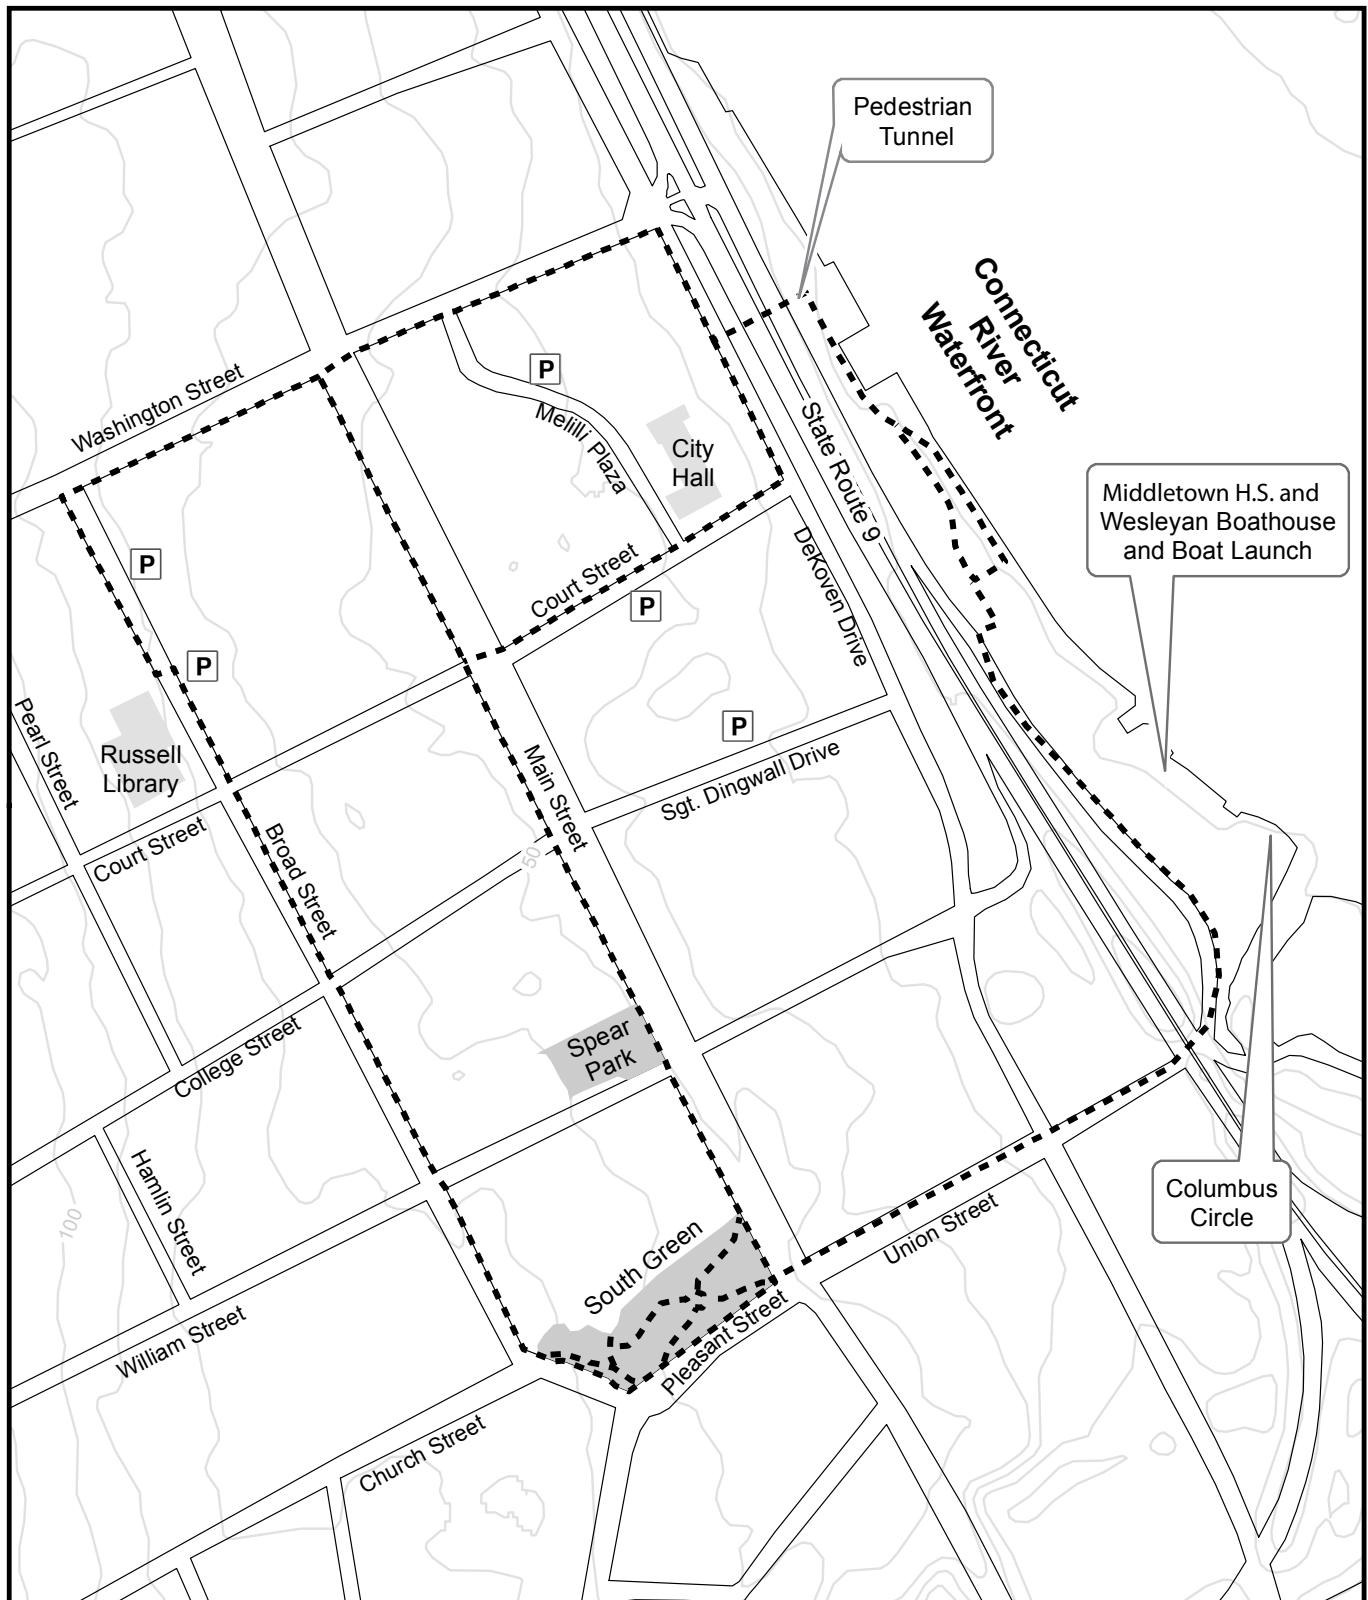 Pedestrian
Tunnel
Connecticut
River
Waterfront
Washington Street
P
Melilli Plaza
City
Hall
State Route 9
Middletown H.S. and
Wesleyan Boathouse
and Boat Launch
P
Court Street
P
DeKoven Drive
P
Pearl Street
Russell
Library
P
Main Street
Sgt. Dingwall Drive
Court Street
Broad Street
50
College Street
Spear
Park
Hamlin Street
100
South Green
Union Street
Columbus
Circle
William Street
Pleasant Street
Church Street